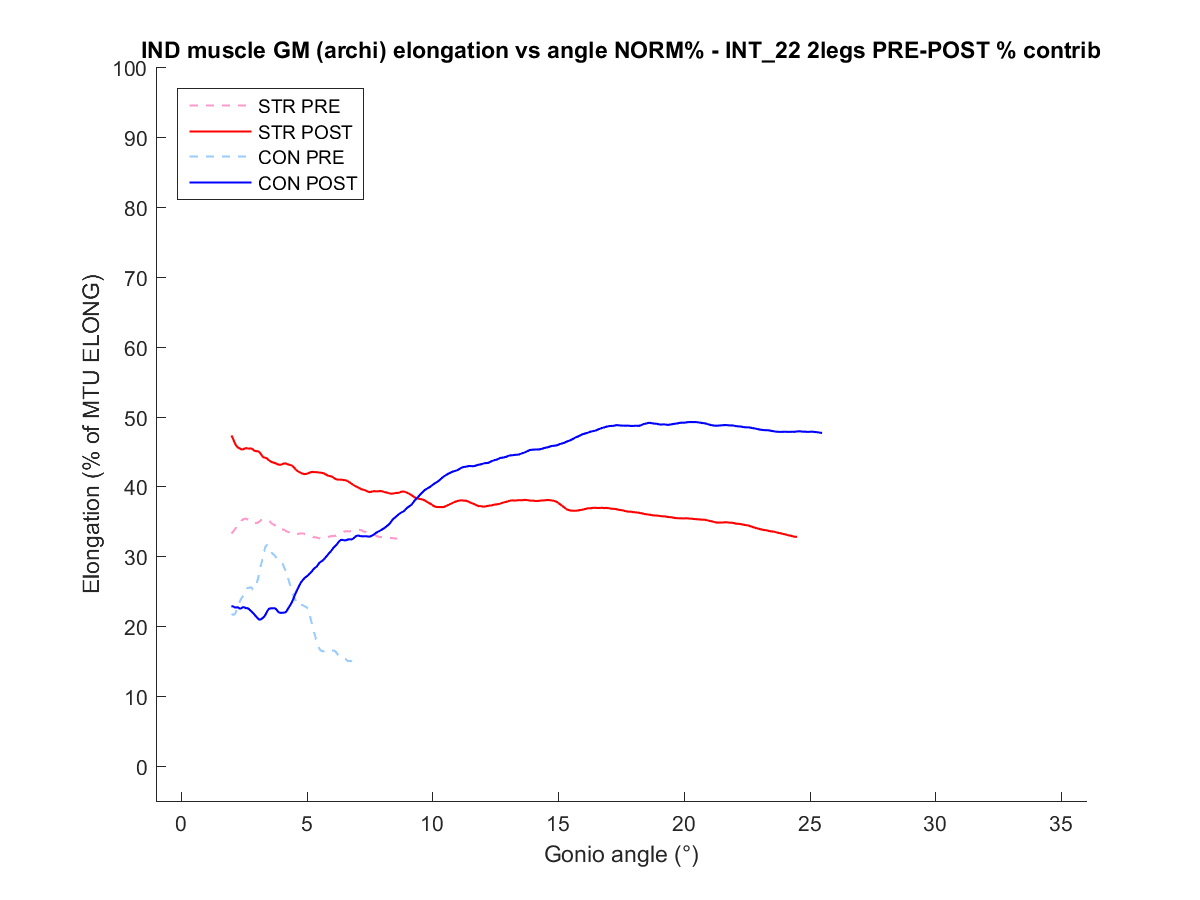 IND muscle GM (archi) elongation vs angle NORM% - INT_22 2legs PRE-POST % contrib
100
90
80
70
60
50
40
30
20
10
0
STR PRE
STR POST
CON PRE
CON POST
Elongation (% of MTU ELONG)
0 5 10 15 20 25 30 35
Gonio angle (°)